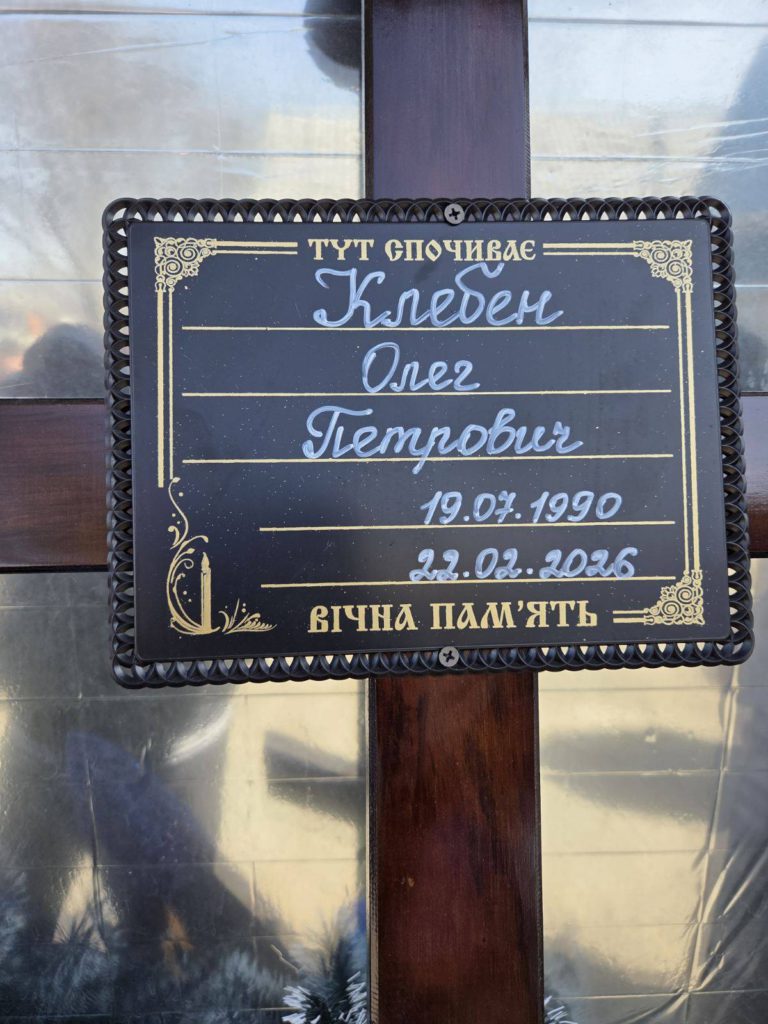 ТУТ СПОЧИВАЄ
Клебен
Олег
Петрович
19.07.1990
22.02.2026
ВІЧНА ПАМ'ЯТЬ